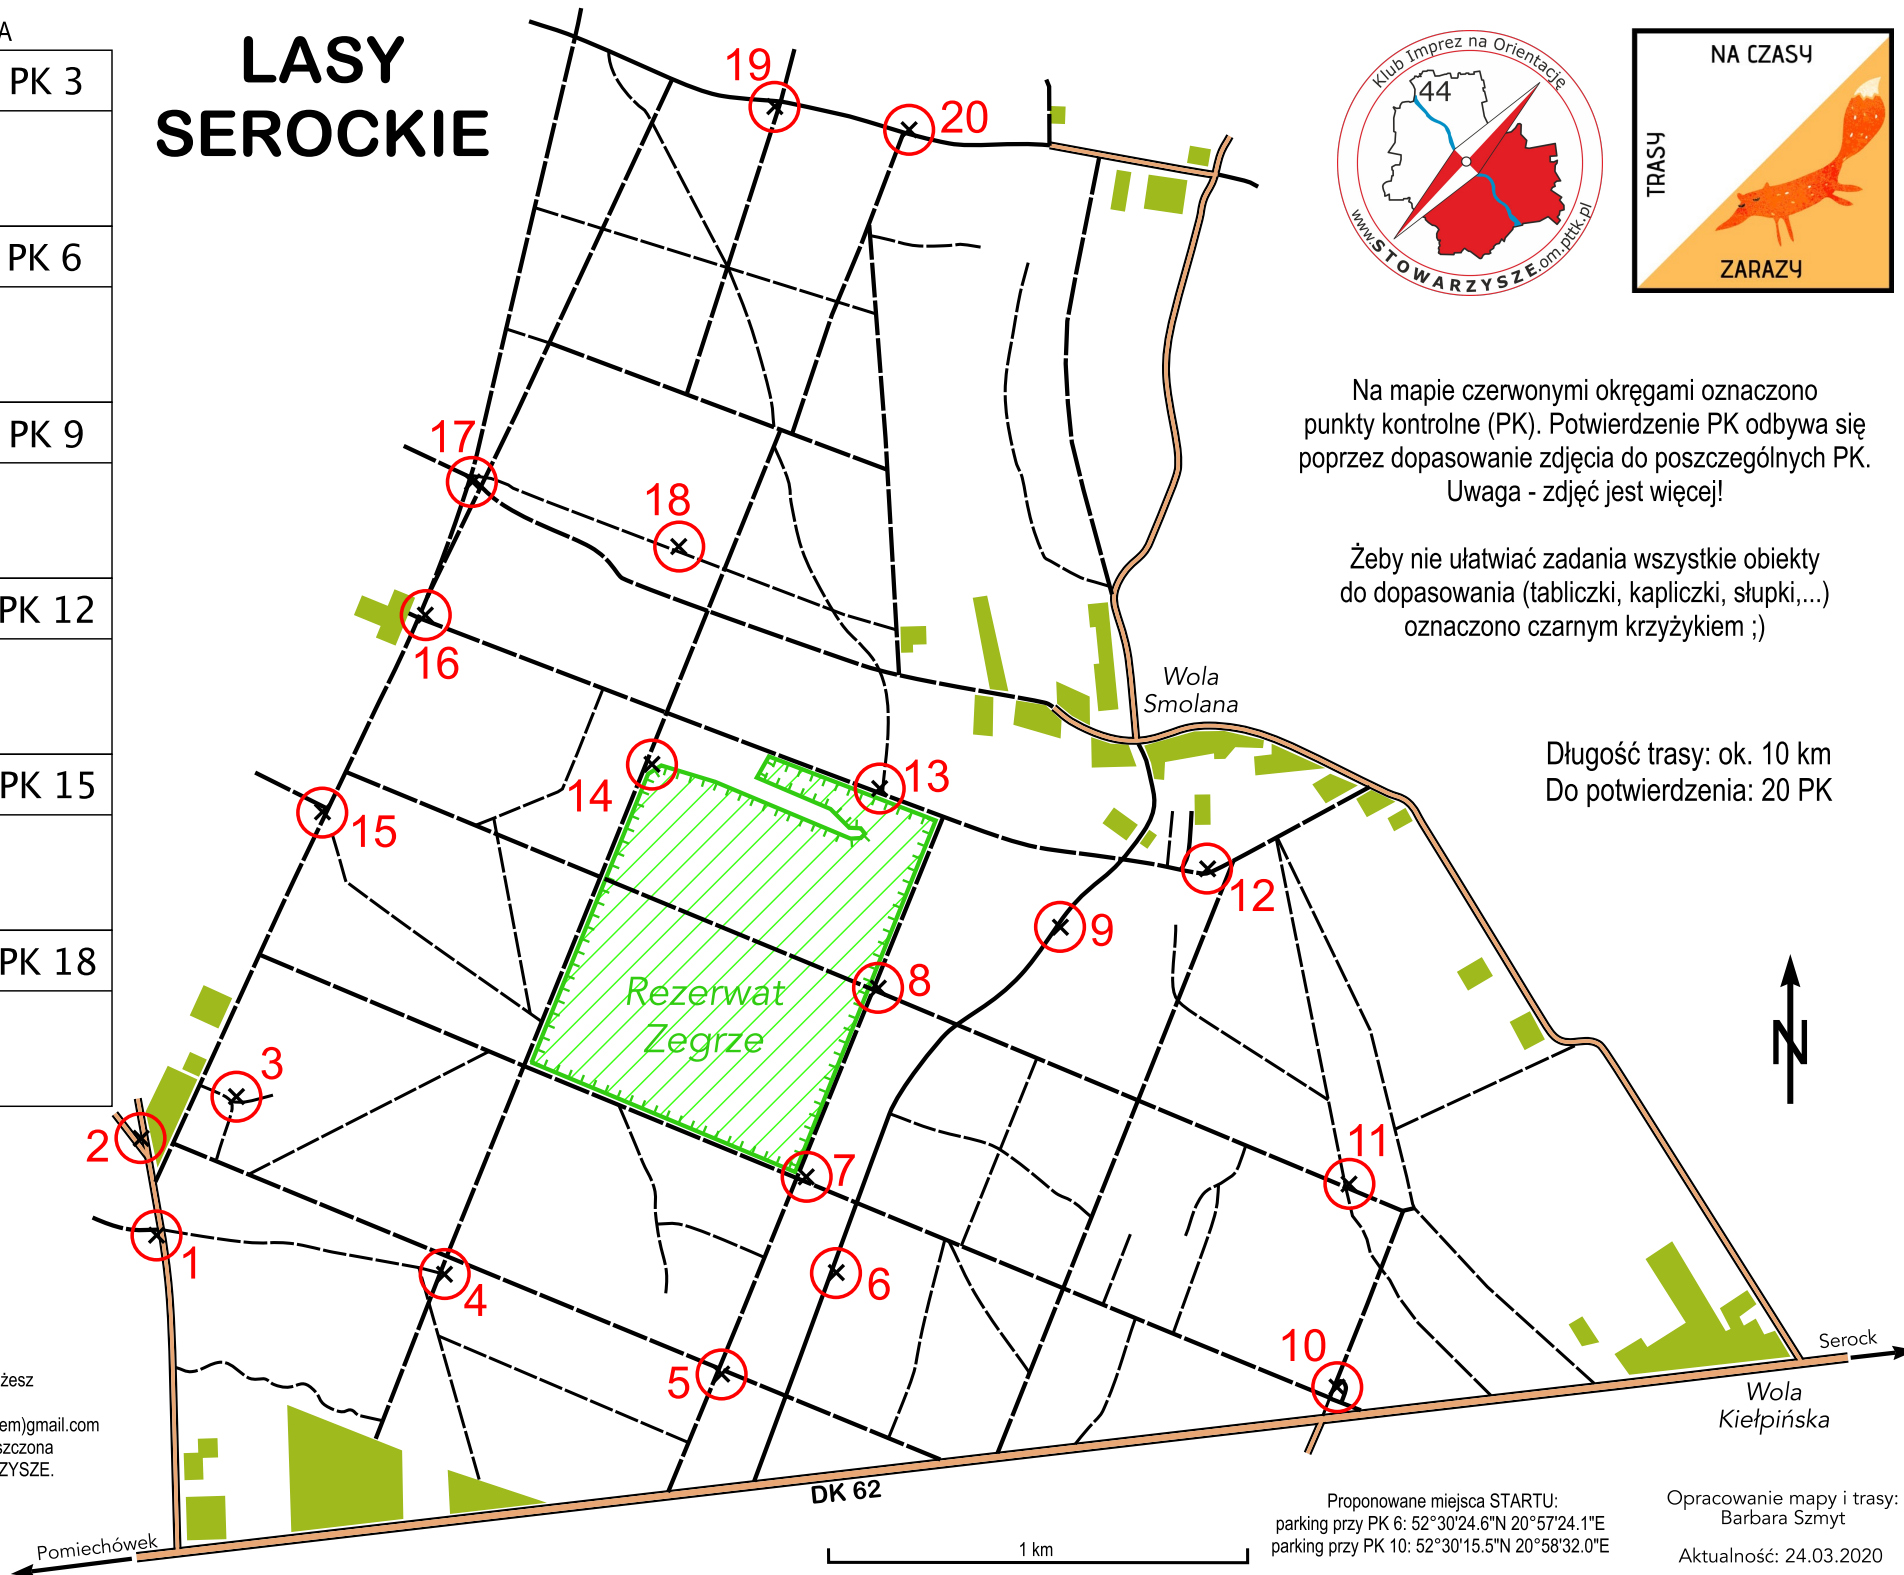 A
PK 3
PK 6
PK 9
PK 12
PK 15
PK 18
LASY
SEROCKIE
19
20
17
18
16
14
13
15
12
9
8
3
2
7
11
1
4
6
5
10
Rezerwat
Zegrze
Wola
Smolana
44
Klub Imprez na Orientację
www.STOWARZYSZE.om.pttk.pl
NA CZASY
TRASY
ZARAZY
Na mapie czerwonymi okręgami oznaczono
punkty kontrolne (PK). Potwierdzenie PK odbywa się
poprzez dopasowanie zdjęcia do poszczególnych PK.
Uwaga - zdjęć jest więcej!
Żeby nie ułatwiać zadania wszystkie obiekty
do dopasowania (tabliczki, kapliczki, słupki,...)
oznaczono czarnym krzyżykiem ;)
Długość trasy: ok. 10 km
Do potwierdzenia: 20 PK
N
Serock
Wola
Kiełpińska
DK 62
Pomiechówek
1 km
żesz
em)gmail.com
szczona
ZYSZE.
Proponowane miejsca STARTU:
parking przy PK 6: 52°30'24.6"N 20°57'24.1"E
parking przy PK 10: 52°30'15.5"N 20°58'32.0"E
Opracowanie mapy i trasy:
Barbara Szmyt
Aktualność: 24.03.2020